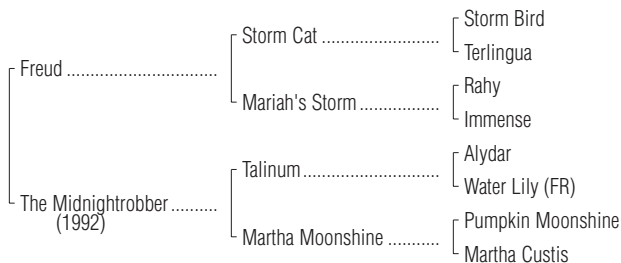 Storm Bird
Storm Cat ..............................
Terlingua
Freud ......................................
Rahy
Mariah's Storm ....................
Immense
Alydar
Talinum ..................................
Water Lily (FR)
The Midnightrobber ............
(1992)
Pumpkin Moonshine
Martha Moonshine ............
Martha Custis